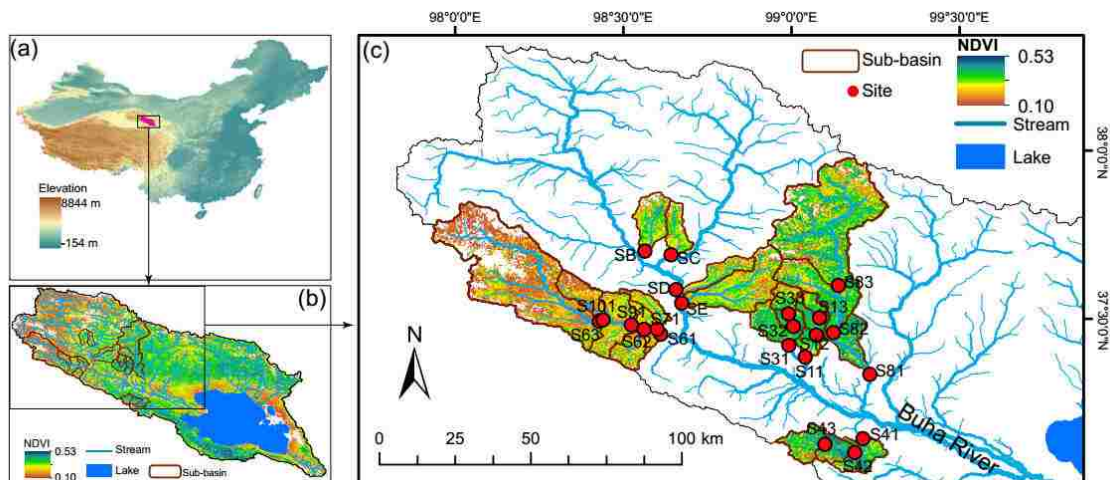 (a)
Elevation
8844 m
-154 m
(b)
NDVI
0.53
0.10
Stream
Lake
Sub-basin
(c)
98°0'0"E
98°30'0"E
99°0'0"E
99°30'0"E
38°0'0"N
37°30'0"N
Sub-basin
Site
NDVI
0.53
0.10
Stream
Lake
SB
SC
SD
SE
S101
S91
S71
S63
S62
S61
S83
S33
S13
S32
S82
S12
S31
S11
S81
S43
S41
S42
Buha River
N
0 25 50 100 km